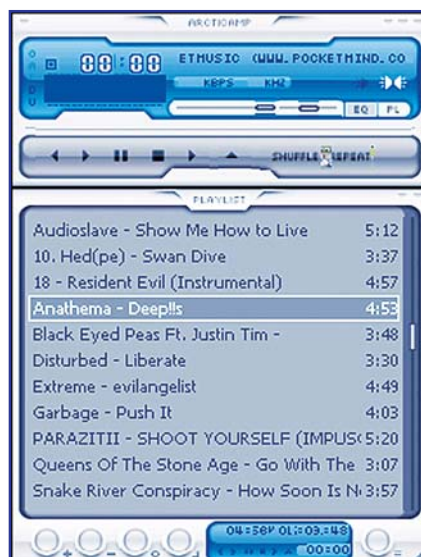 ARCTICAMP
00:00
ETMUSIC (WWW.POCKETMIND.CO
KBPS KHZ
EQ PL
SHUFFLE REPEAT
PLAYLIST
Audioslave - Show Me How to Live 5:12
10. Hed(pe) - Swan Dive 3:37
18 - Resident Evil (Instrumental) 4:57
Anathema - Deep!!s 4:53
Black Eyed Peas Ft. Justin Tim - 3:48
Disturbed - Liberate 3:30
Extreme - evilangelist 4:49
Garbage - Push It 4:03
PARAZITII - SHOOT YOURSELF (IMPUSC 5:20
Queens Of The Stone Age - Go With The 3:07
Snake River Conspiracy - How Soon Is N 3:57
00:00